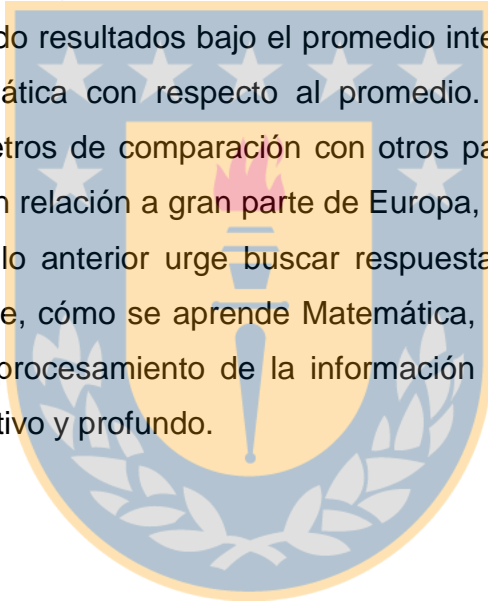 do resultados bajo el promedio inte
ática con respecto al promedio.
etros de comparación con otros pa
n relación a gran parte de Europa,
lo anterior urge buscar respuesta
e, cómo se aprende Matemática,
procesamiento de la información
tivo y profundo.